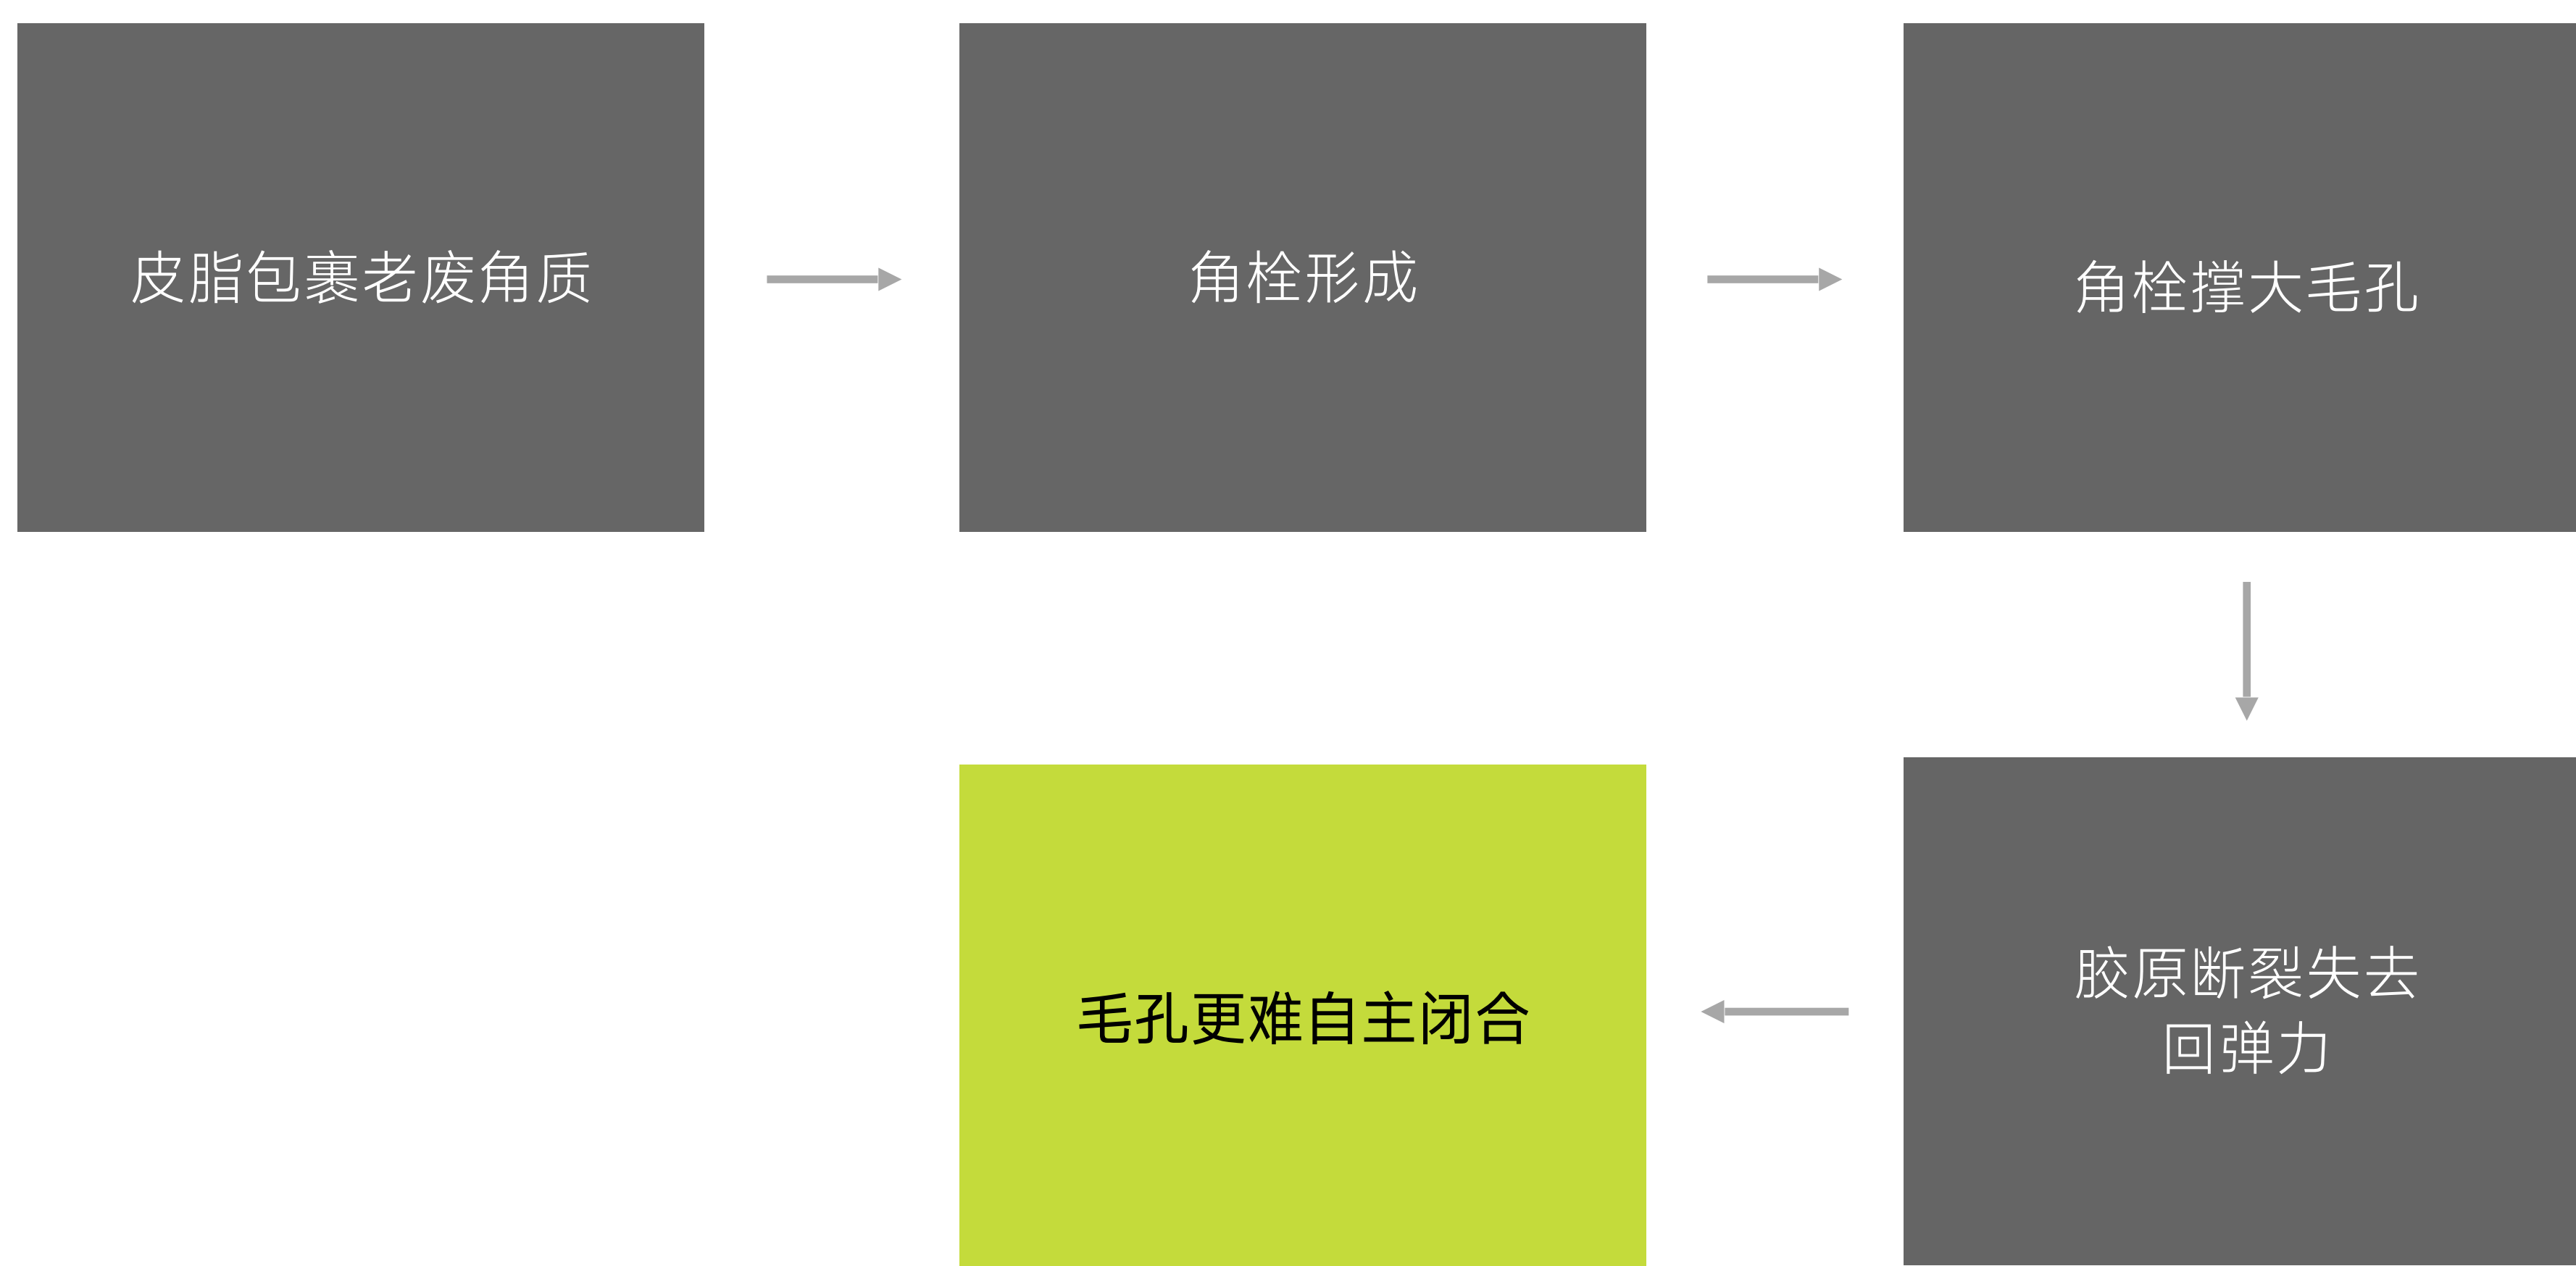 皮脂包裹老废角质
角栓形成
角栓撑大毛孔
胶原断裂失去
回弹力
毛孔更难自主闭合